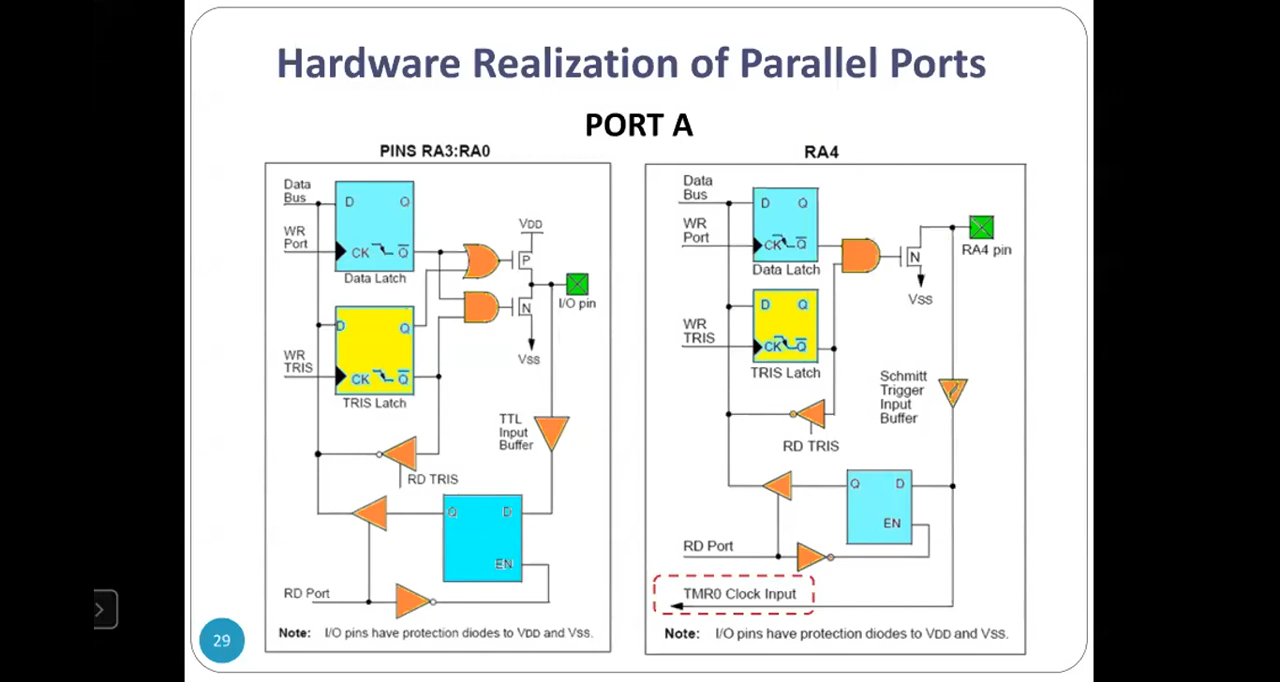 Hardware Realization of Parallel Ports
PORT A
PINS RA3:RA0
Data
Bus
D Q
WR
Port
CK Q
Data Latch
D Q
WR
TRIS
CK Q
TRIS Latch
VDD
P
N
I/O pin
VSS
TTL
Input
Buffer
RD TRIS
Q D
EN
RD Port
Note: I/O pins have protection diodes to VDD and VSS.
RA4
Data
Bus
D Q
WR
Port
CK Q
Data Latch
N
RA4 pin
VSS
D Q
WR
TRIS
CK Q
TRIS Latch
Schmitt
Trigger
Input
Buffer
RD TRIS
Q D
EN
RD Port
TMR0 Clock Input
Note: I/O pins have protection diodes to VDD and VSS.
29